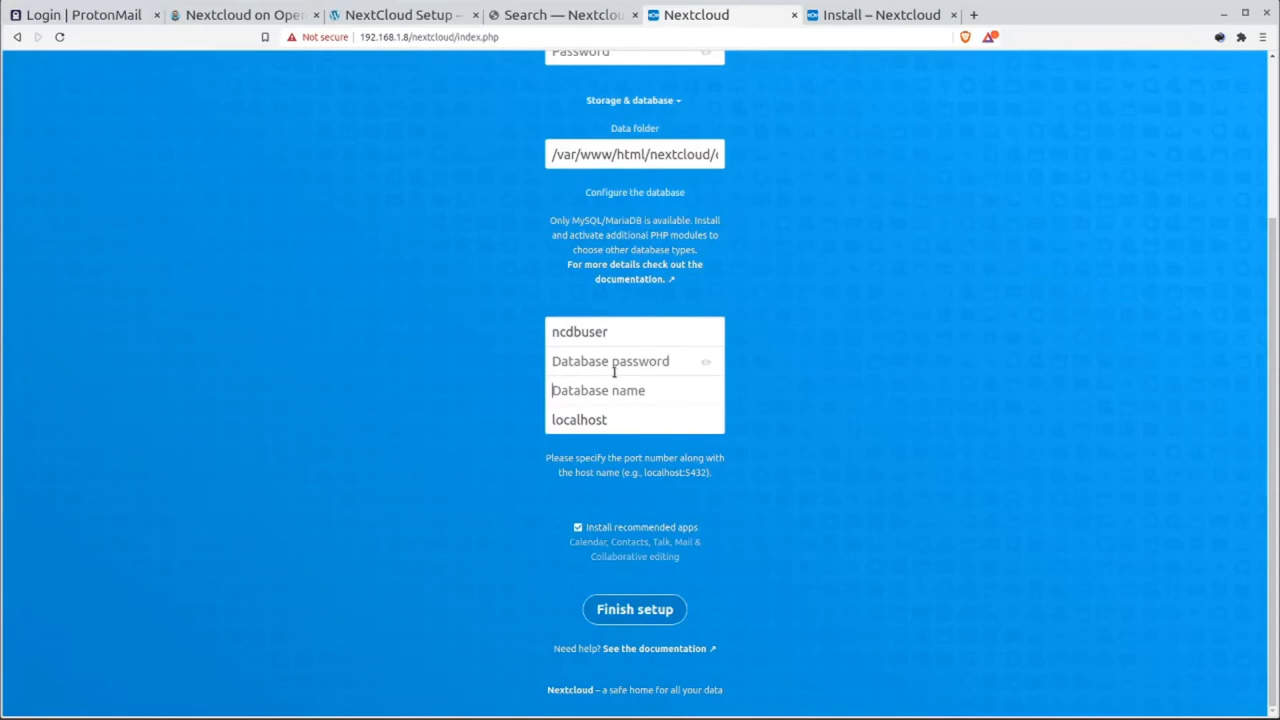 Login | ProtonMail
Nextcloud on Open
NextCloud Setup –
Search — Nextclou
Nextcloud
Install – Nextcloud
Not secure
192.168.1.8/nextcloud/index.php
Password
Storage & database
Data folder
/var/www/html/nextcloud/
Configure the database
Only MySQL/MariaDB is available. Install
and activate additional PHP modules to
choose other database types.
For more details check out the
documentation. ↗
ncdbuser
Database password
Database name
localhost
Please specify the port number along with
the host name (e.g., localhost:5432).
Install recommended apps
Calendar, Contacts, Talk, Mail &
Collaborative editing
Finish setup
Need help? See the documentation ↗
Nextcloud – a safe home for all your data